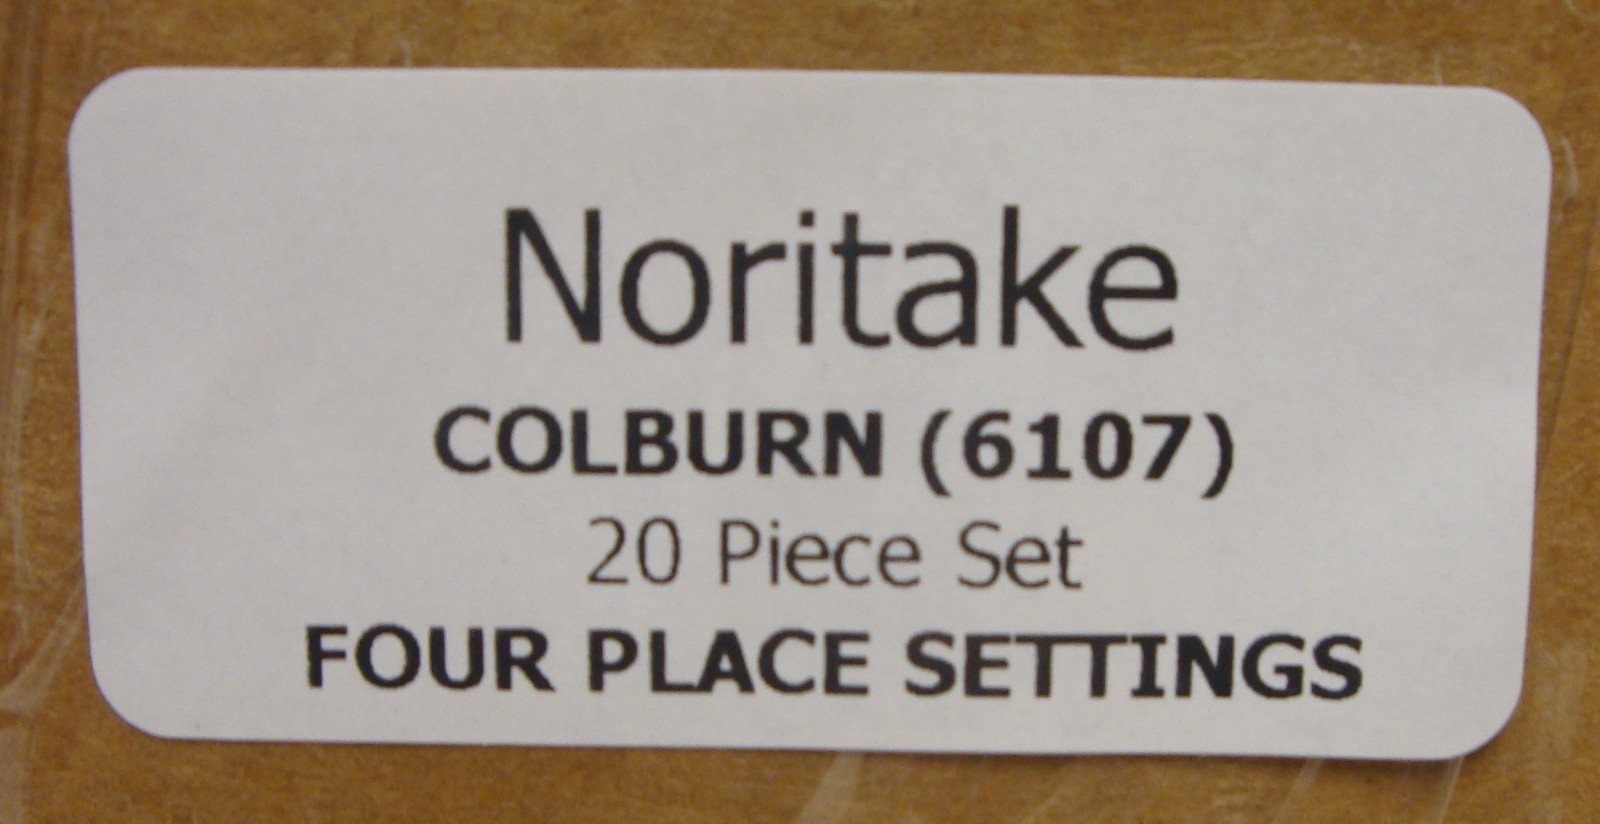 Noritake
COLBURN (6107)
20 Piece Set
FOUR PLACE SETTINGS